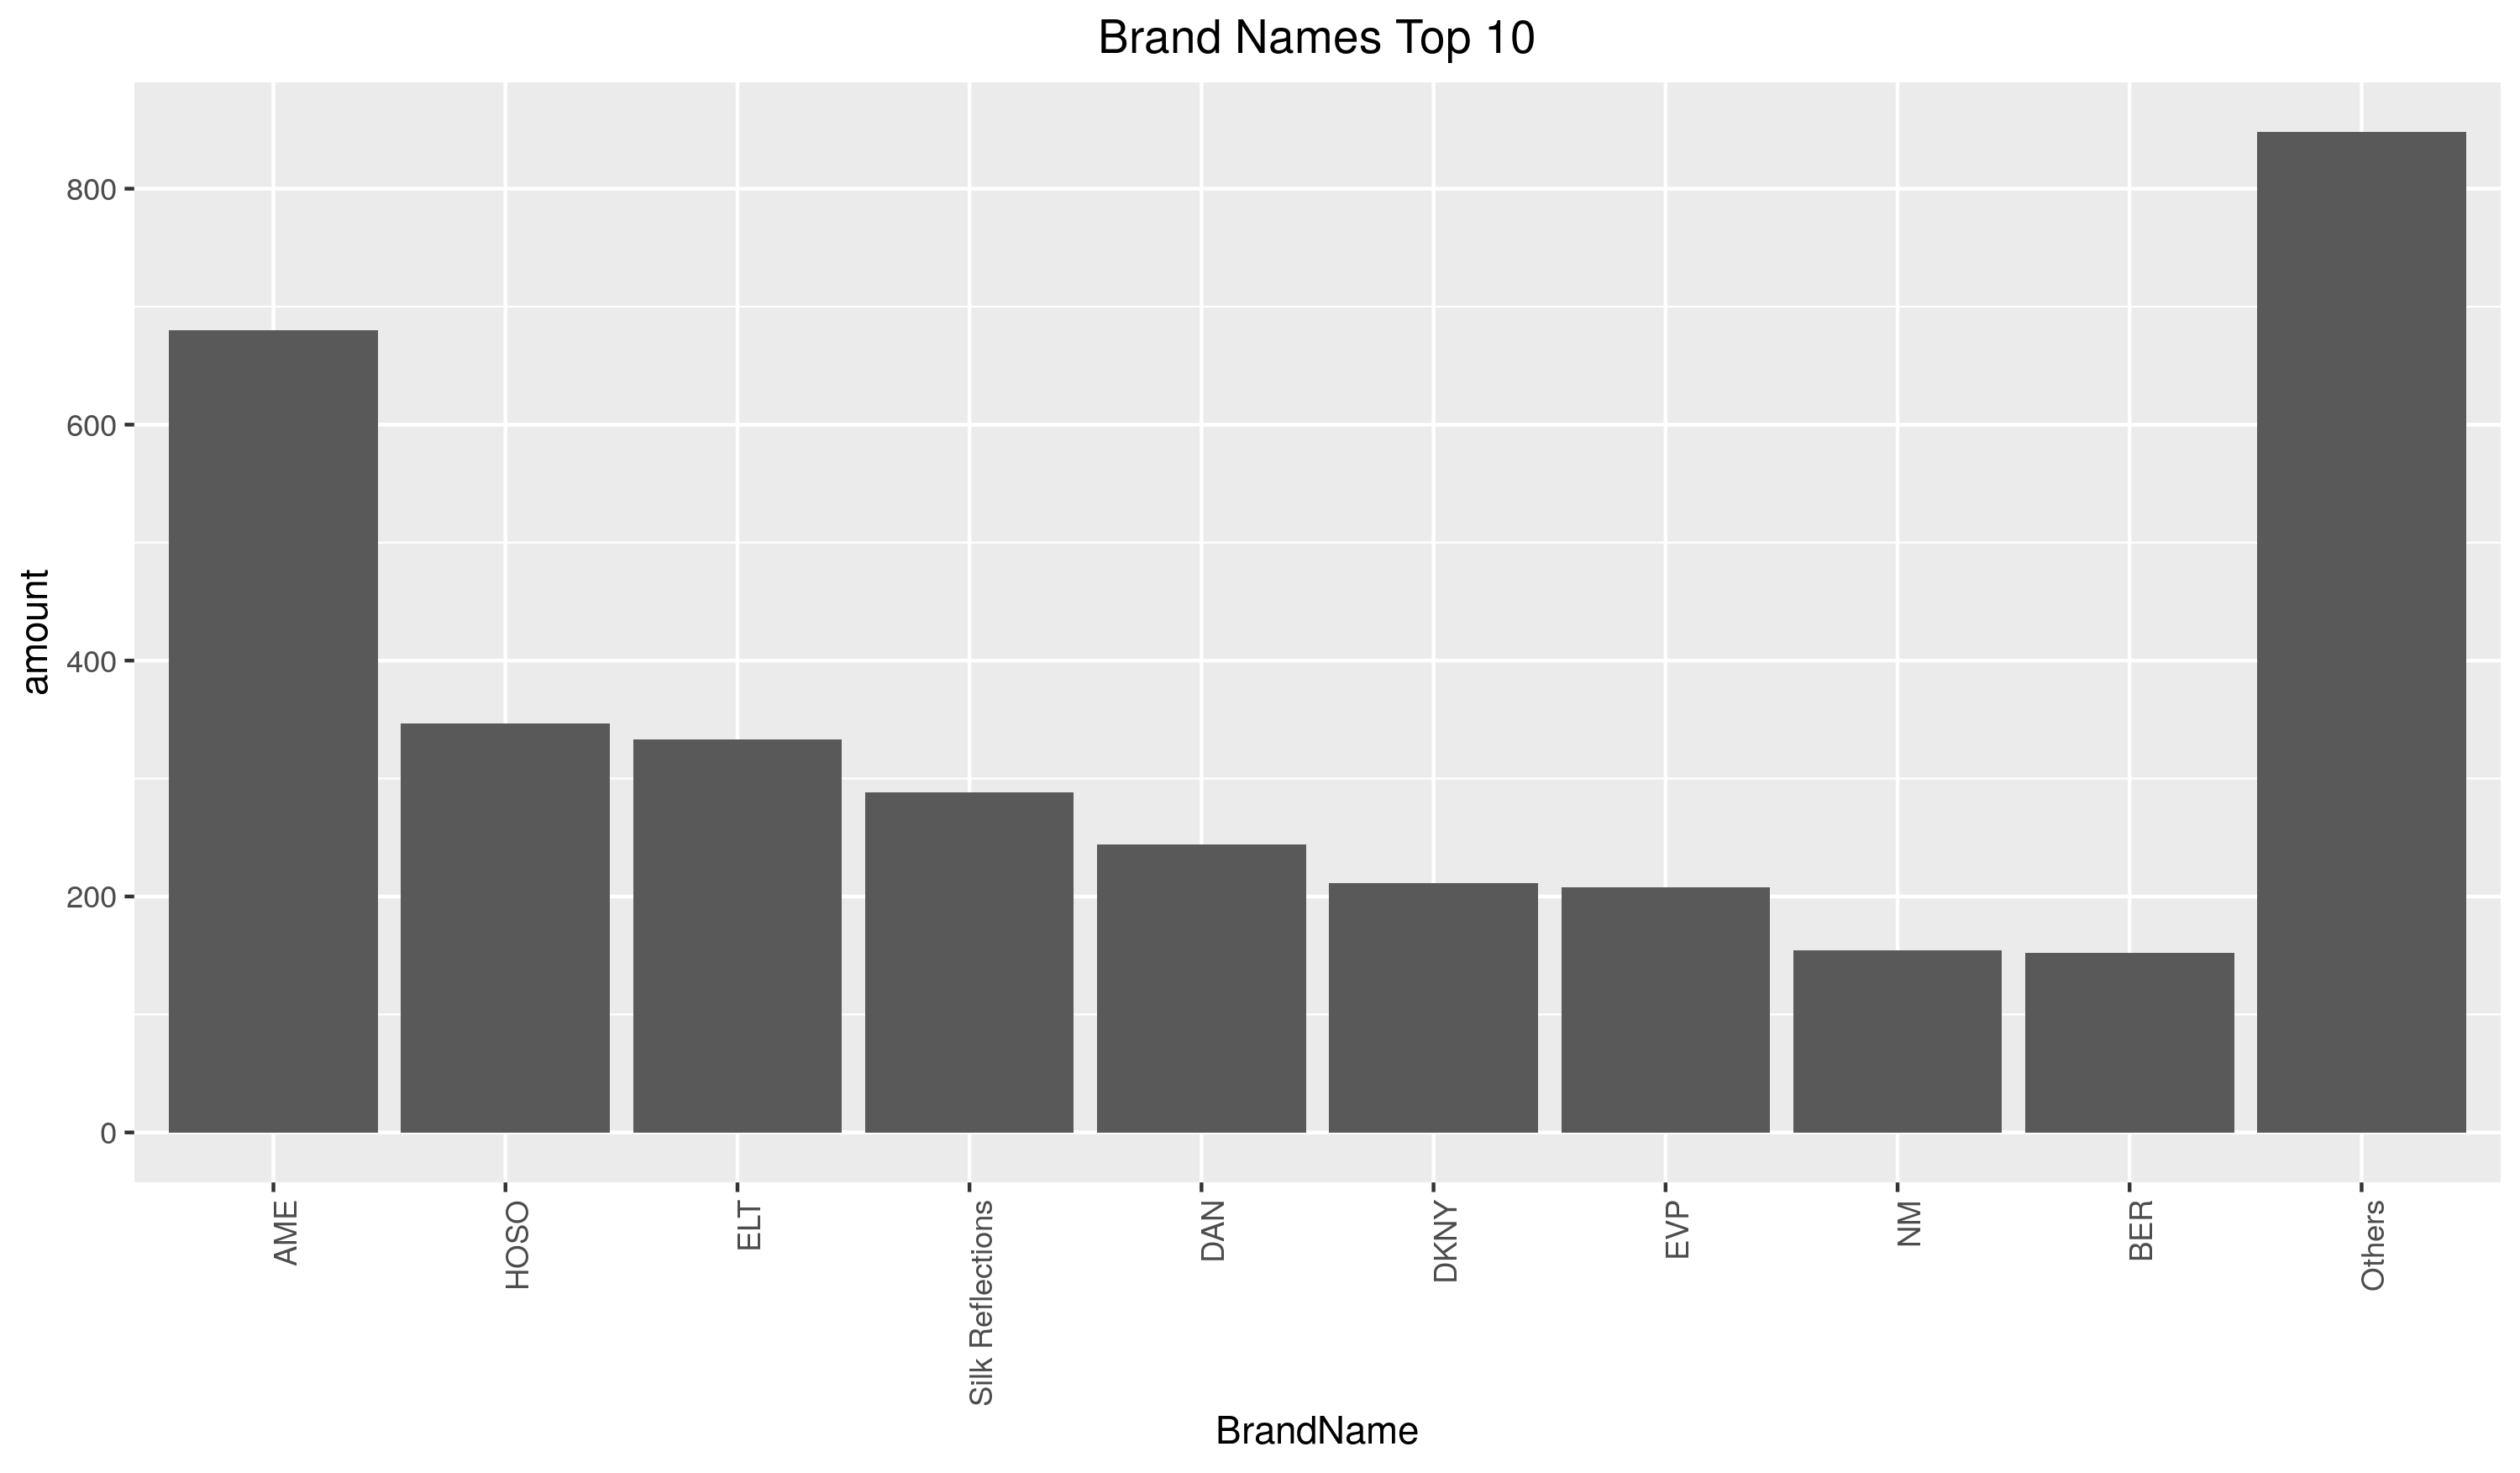 Brand Names Top 10
amount
800
600
400
200
0
AME
HOSO
ELT
Silk Reflections
DAN
DKNY
EVP
NM
BER
Others
BrandName